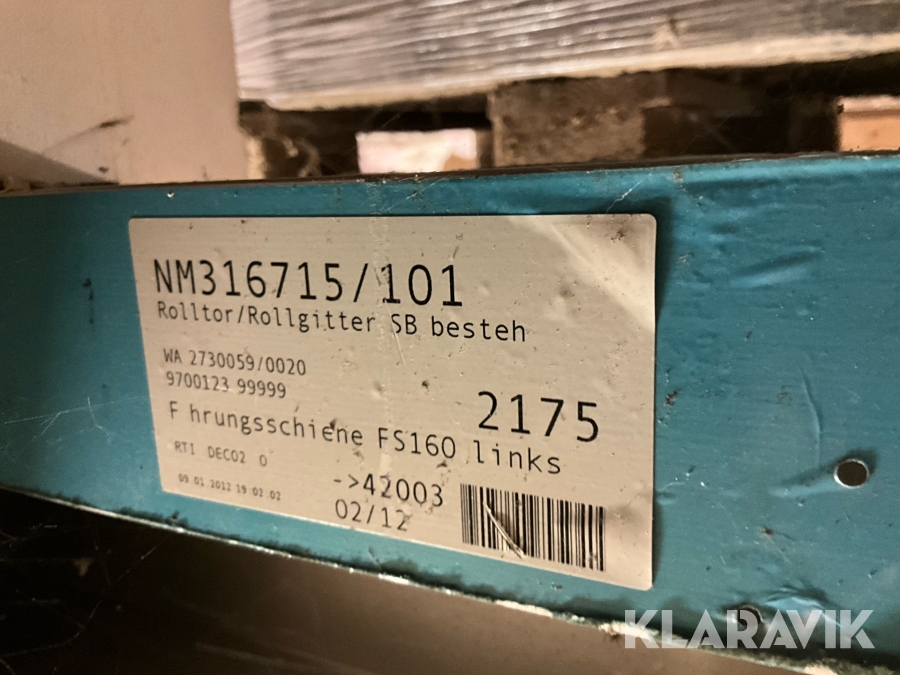 NM316715/101
Rolltor/Rollgitter SB besteh
WA 2730059/0020
9700123 99999
2175
F hrungsschiene FS160 links
RTI DECO2 0
->42003
09.01.2012 19:02:02
02/12
KLARAVIK